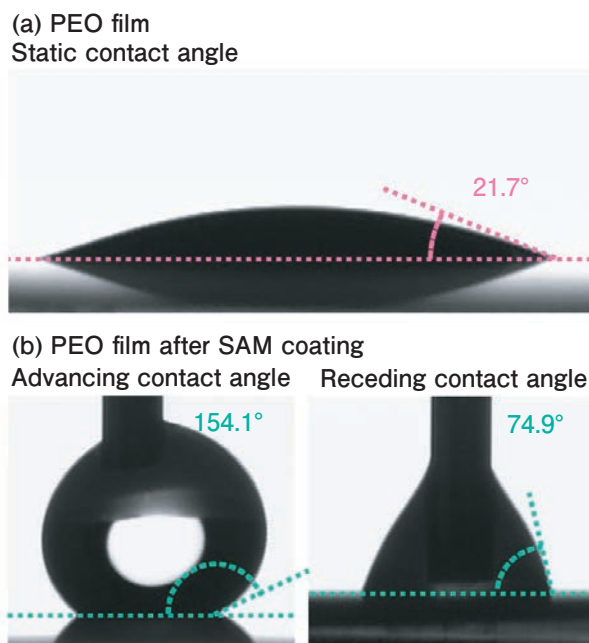 (a) PEO film
Static contact angle
21.7°
(b) PEO film after SAM coating
Advancing contact angle
Receding contact angle
154.1°
74.9°